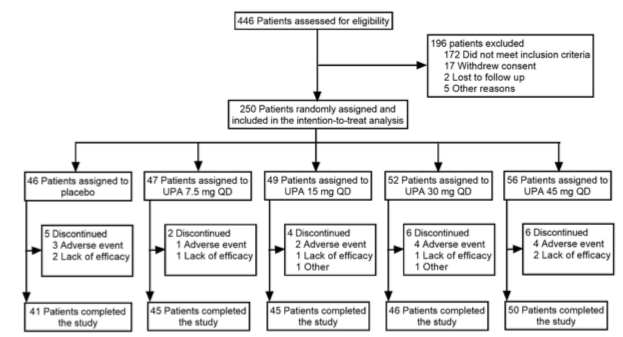 446 Patients assessed for eligibility
196 patients excluded
172 Did not meet inclusion criteria
17 Withdrew consent
2 Lost to follow up
5 Other reasons
250 Patients randomly assigned and
included in the intention-to-treat analysis
46 Patients assigned to
placebo
47 Patients assigned to
UPA 7.5 mg QD
49 Patients assigned to
UPA 15 mg QD
52 Patients assigned to
UPA 30 mg QD
56 Patients assigned to
UPA 45 mg QD
5 Discontinued
3 Adverse event
2 Lack of efficacy
2 Discontinued
1 Adverse event
1 Lack of efficacy
4 Discontinued
2 Adverse event
1 Lack of efficacy
1 Other
6 Discontinued
4 Adverse event
1 Lack of efficacy
1 Other
6 Discontinued
4 Adverse event
2 Lack of efficacy
41 Patients completed
the study
45 Patients completed
the study
45 Patients completed
the study
46 Patients completed
the study
50 Patients completed
the study